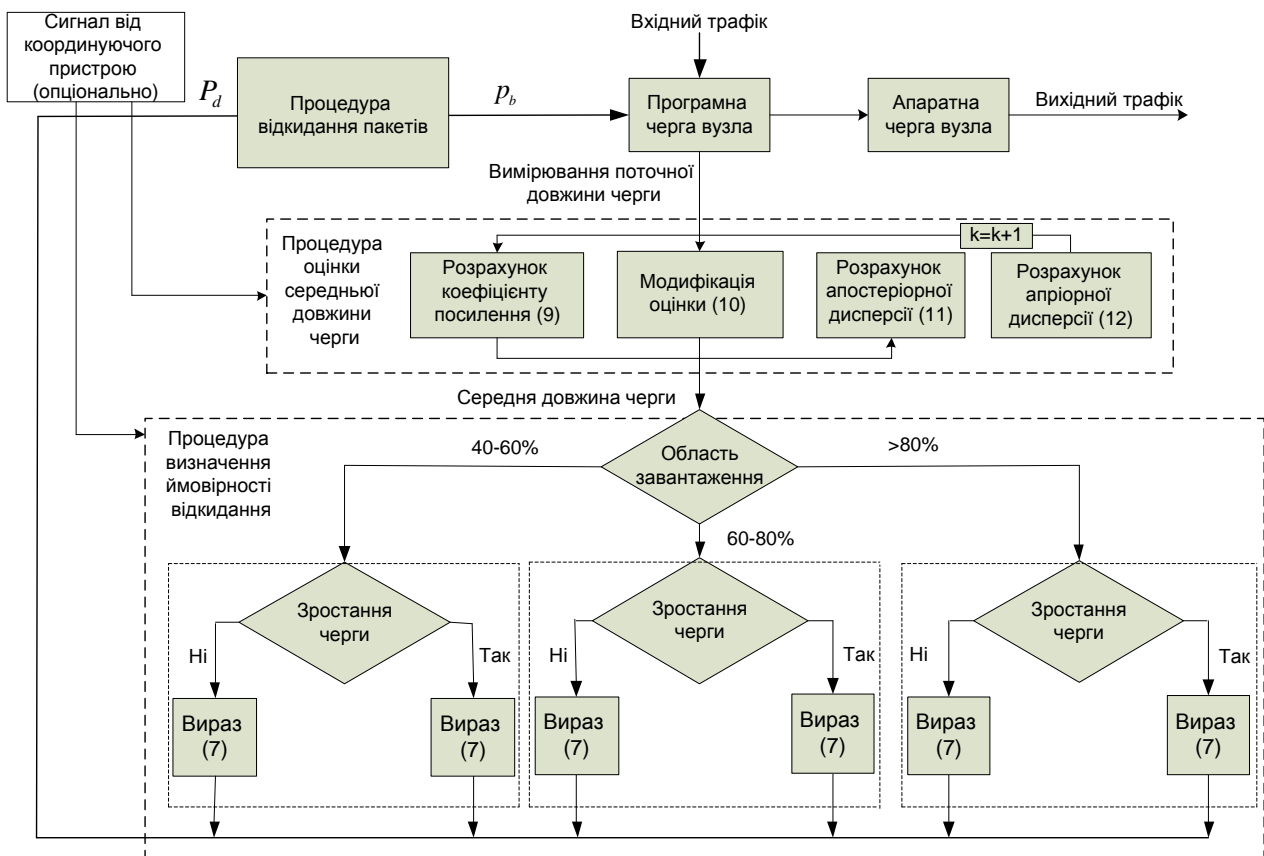 Сигнал від
координуючого
пристрою
(опціонально)
P_d
Процедура
відкидання пакетів
p_b
Вхідний трафік
Програмна
черга вузла
Апаратна
черга вузла
Вихідний трафік
Вимірювання поточної
довжини черги
Процедура
оцінки
середньої
довжини
черги
k=k+1
Розрахунок
коефіцієнту
посилення (9)
Модифікація
оцінки (10)
Розрахунок
апостеріорної
дисперсії (11)
Розрахунок
апріорної
дисперсії (12)
Середня довжина черги
Процедура
визначення
ймовірності
відкидання
40-60%
Область
завантаження
>80%
60-80%
Зростання
черги
Ні
Так
Вираз
(7)
Вираз
(7)
Зростання
черги
Ні
Так
Вираз
(7)
Вираз
(7)
Зростання
черги
Ні
Так
Вираз
(7)
Вираз
(7)